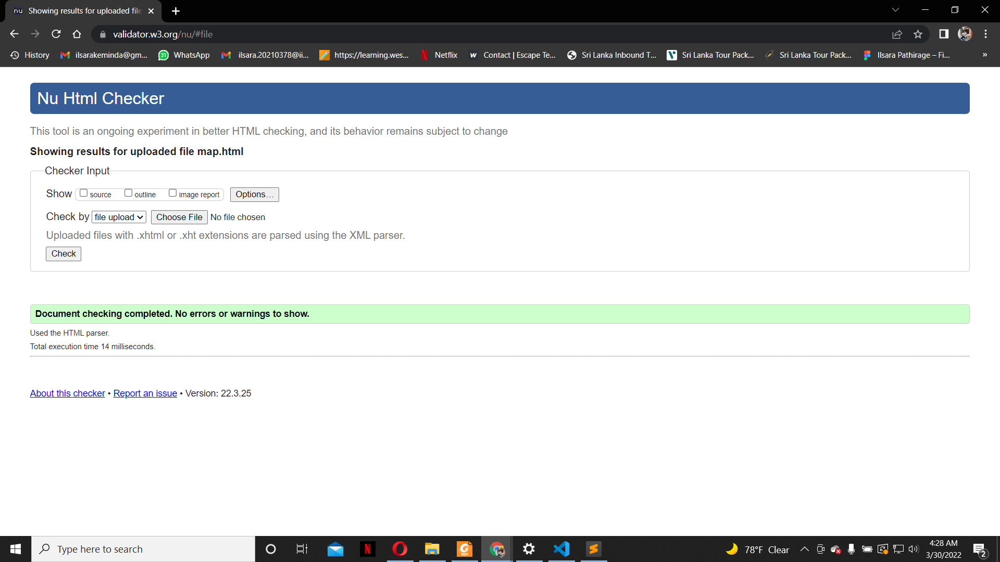 nu Showing results for uploaded file
validator.w3.org/nu/#file
History ilsarakeminda@gm... 31 WhatsApp ilsara.20210378@ii... https://learning.wes... N Netflix w Contact | Escape Te... Sri Lanka Inbound T... Sri Lanka Tour Pack... Sri Lanka Tour Pack... Ilsara Pathirage – Fi... »
Nu Html Checker
This tool is an ongoing experiment in better HTML checking, and its behavior remains subject to change
Showing results for uploaded file map.html
Checker Input
Show source outline image report Options...
Check by file upload Choose File No file chosen
Uploaded files with .xhtml or .xht extensions are parsed using the XML parser.
Check
Document checking completed. No errors or warnings to show.
Used the HTML parser.
Total execution time 14 milliseconds.
About this checker • Report an issue • Version: 22.3.25
Type here to search N PDF 78°F Clear 4:28 AM
3/30/2022 2